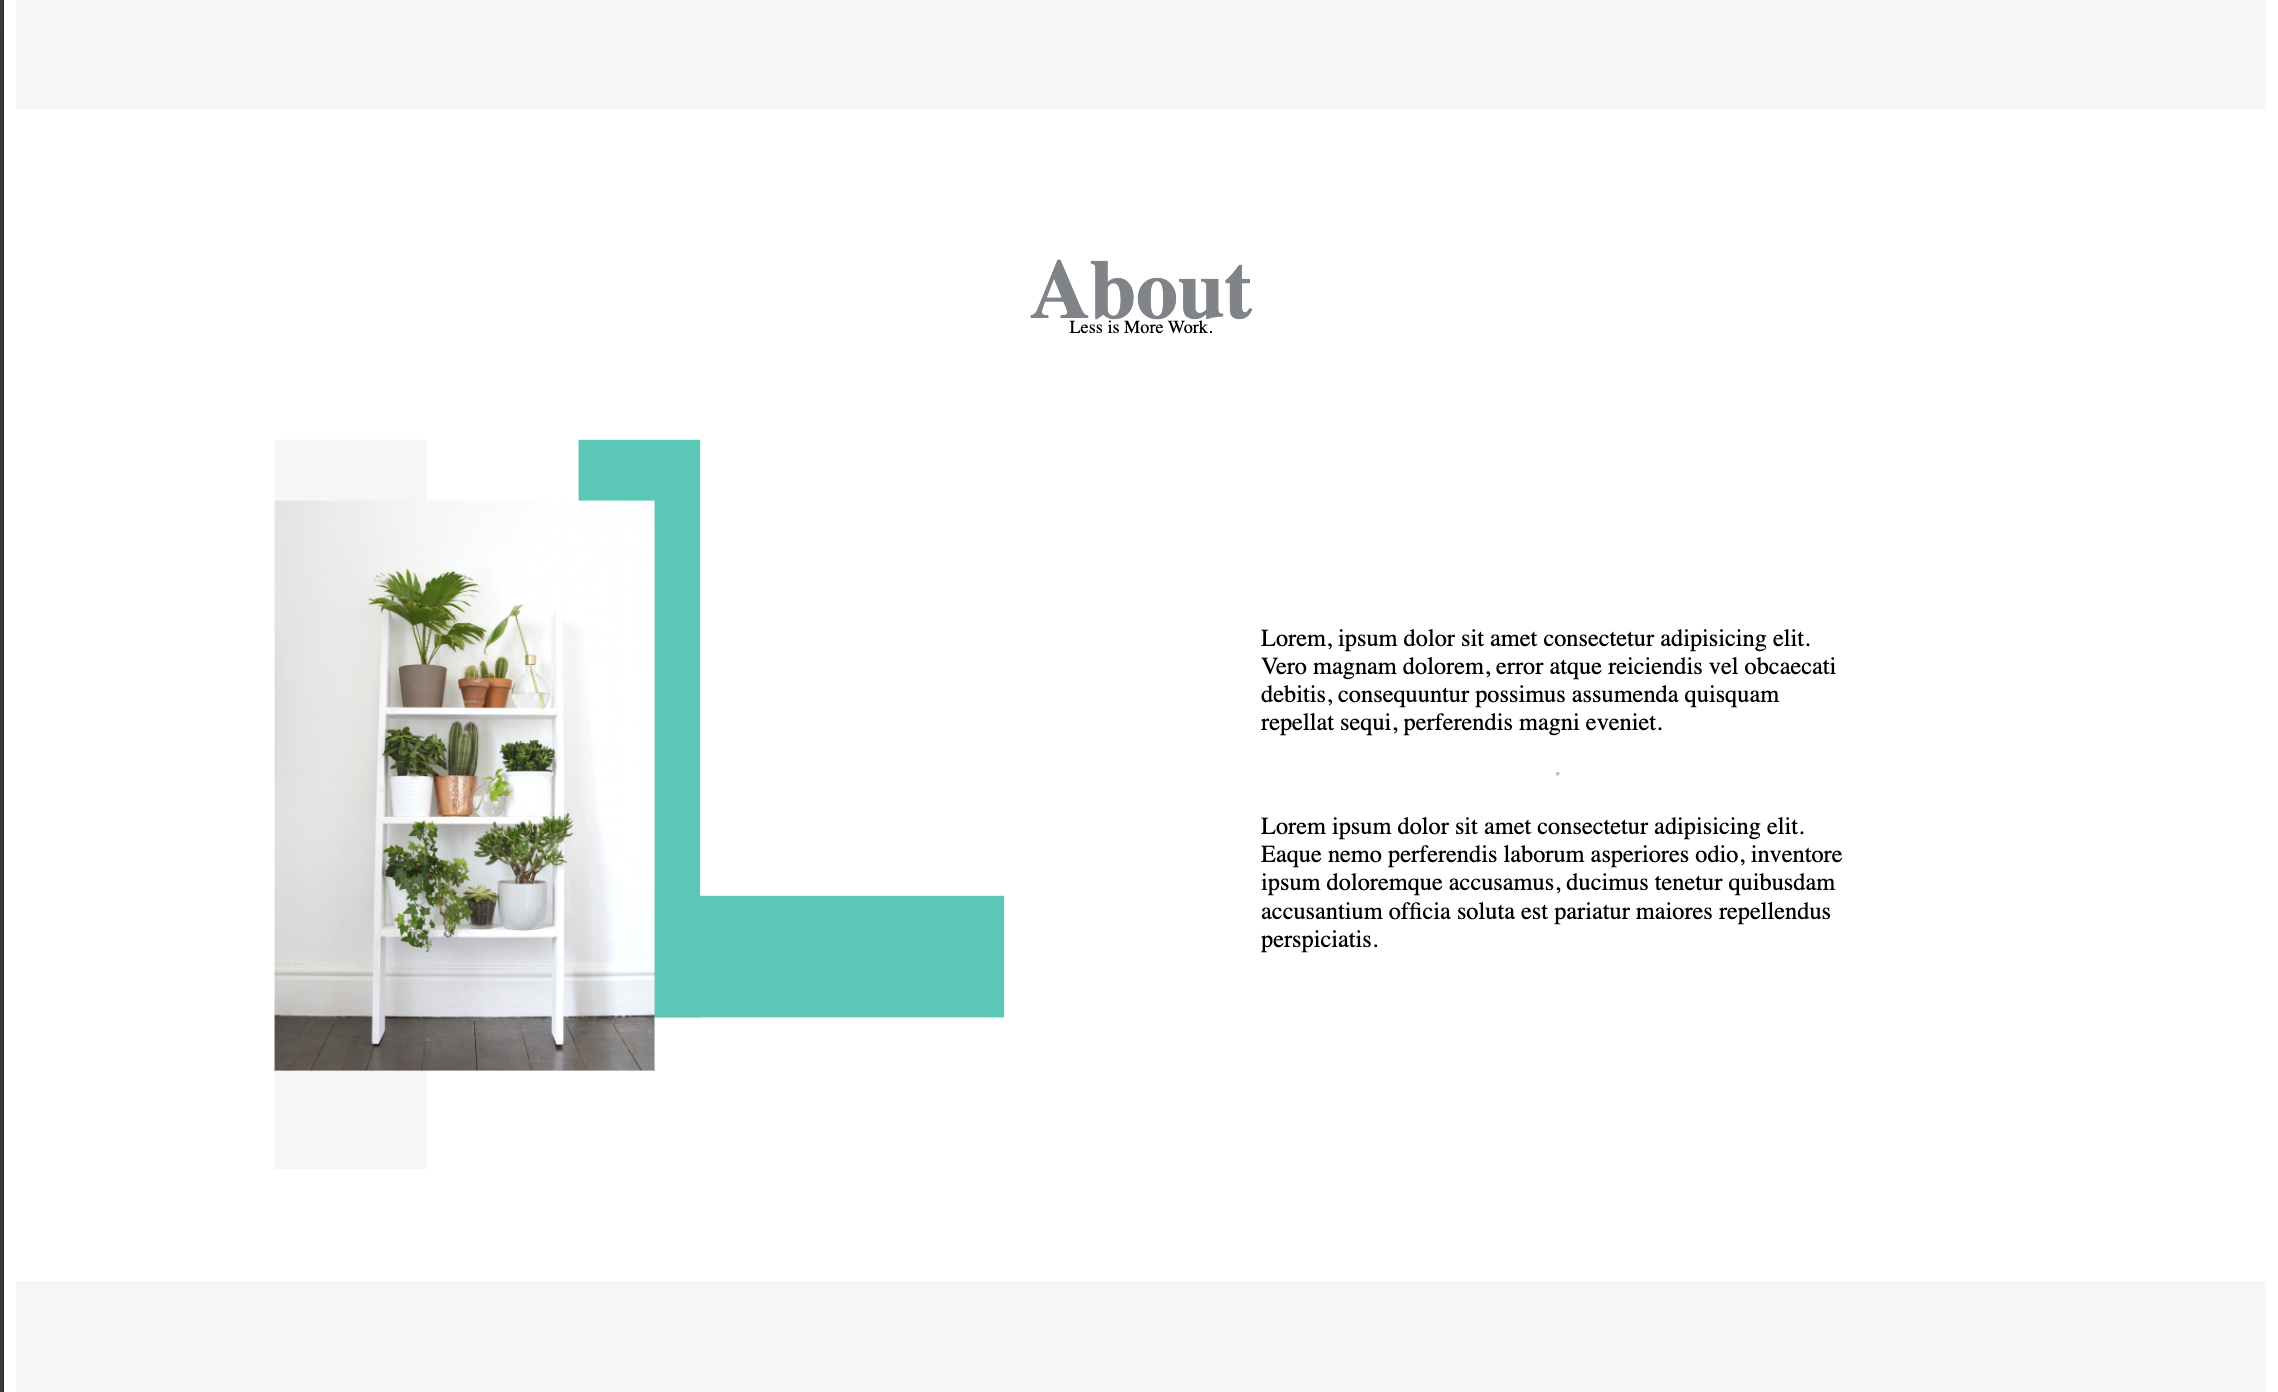 About
Less is More Work.
Lorem, ipsum dolor sit amet consectetur adipisicing elit.
Vero magnam dolorem, error atque reiciendis vel obcaecati
debitis, consequuntur possimus assumenda quisquam
repellat sequi, perferendis magni eveniet.
Lorem ipsum dolor sit amet consectetur adipisicing elit.
Eaque nemo perferendis laborum asperiores odio, inventore
ipsum doloremque accusamus, ducimus tenetur quibusdam
accusantium officia soluta est pariatur maiores repellendus
perspiciatis.